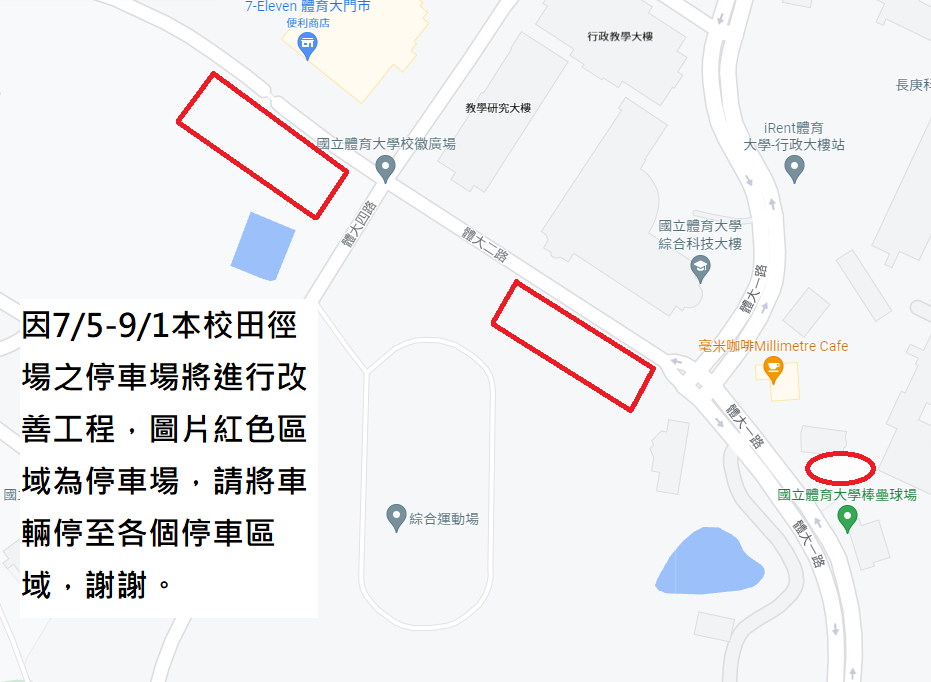 7-Eleven 體育大門市
便利商店
行政教學大樓
教學研究大樓
國立體育大學校徽廣場
iRent體育
大學-行政大樓站
體大四路
體大二路
國立體育大學
綜合科技大樓
體大一路
毫米咖啡Millimetre Cafe
體大一路
國立體育大學棒壘球場
體大一路
綜合運動場
因7/5-9/1本校田徑
場之停車場將進行改
善工程，圖片紅色區
域為停車場，請將車
輛停至各個停車區
域，謝謝。
長庚科
國立